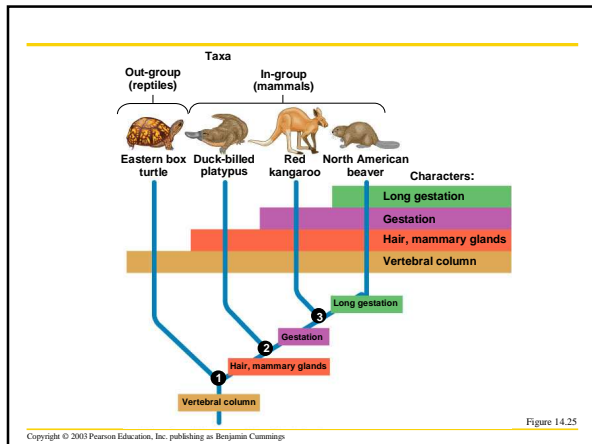 Taxa
Out-group
(reptiles)
In-group
(mammals)
Eastern box
turtle
Duck-billed
platypus
Red
kangaroo
North American
beaver
Characters:
Long gestation
Gestation
Hair, mammary glands
Vertebral column
Long gestation
3
Gestation
2
Hair, mammary glands
1
Vertebral column
Figure 14.25
Copyright © 2003 Pearson Education, Inc. publishing as Benjamin Cummings